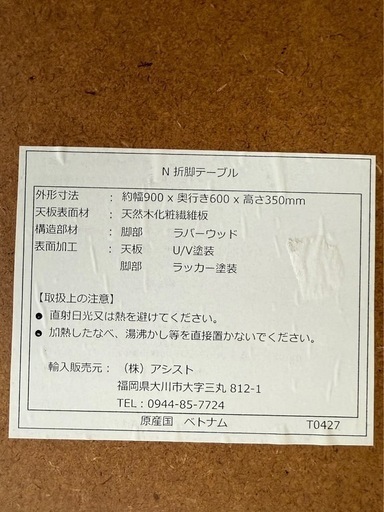 N 折脚テーブル
外形寸法 : 約幅900 x 奥行き600 x 高さ350mm
天板表面材 : 天然木化粧繊維板
構造部材 : 脚部 ラバーウッド
表面加工 : 天板 U/V塗装
脚部 ラッカー塗装
【取扱上の注意】
● 直射日光又は熱を避けてください。
● 加熱したなべ、湯沸かし等を直接置かないでください。
輸入販売元 : （株）アシスト
福岡県大川市大字三丸 812-1
TEL : 0944-85-7724
原産国 ベトナム T0427